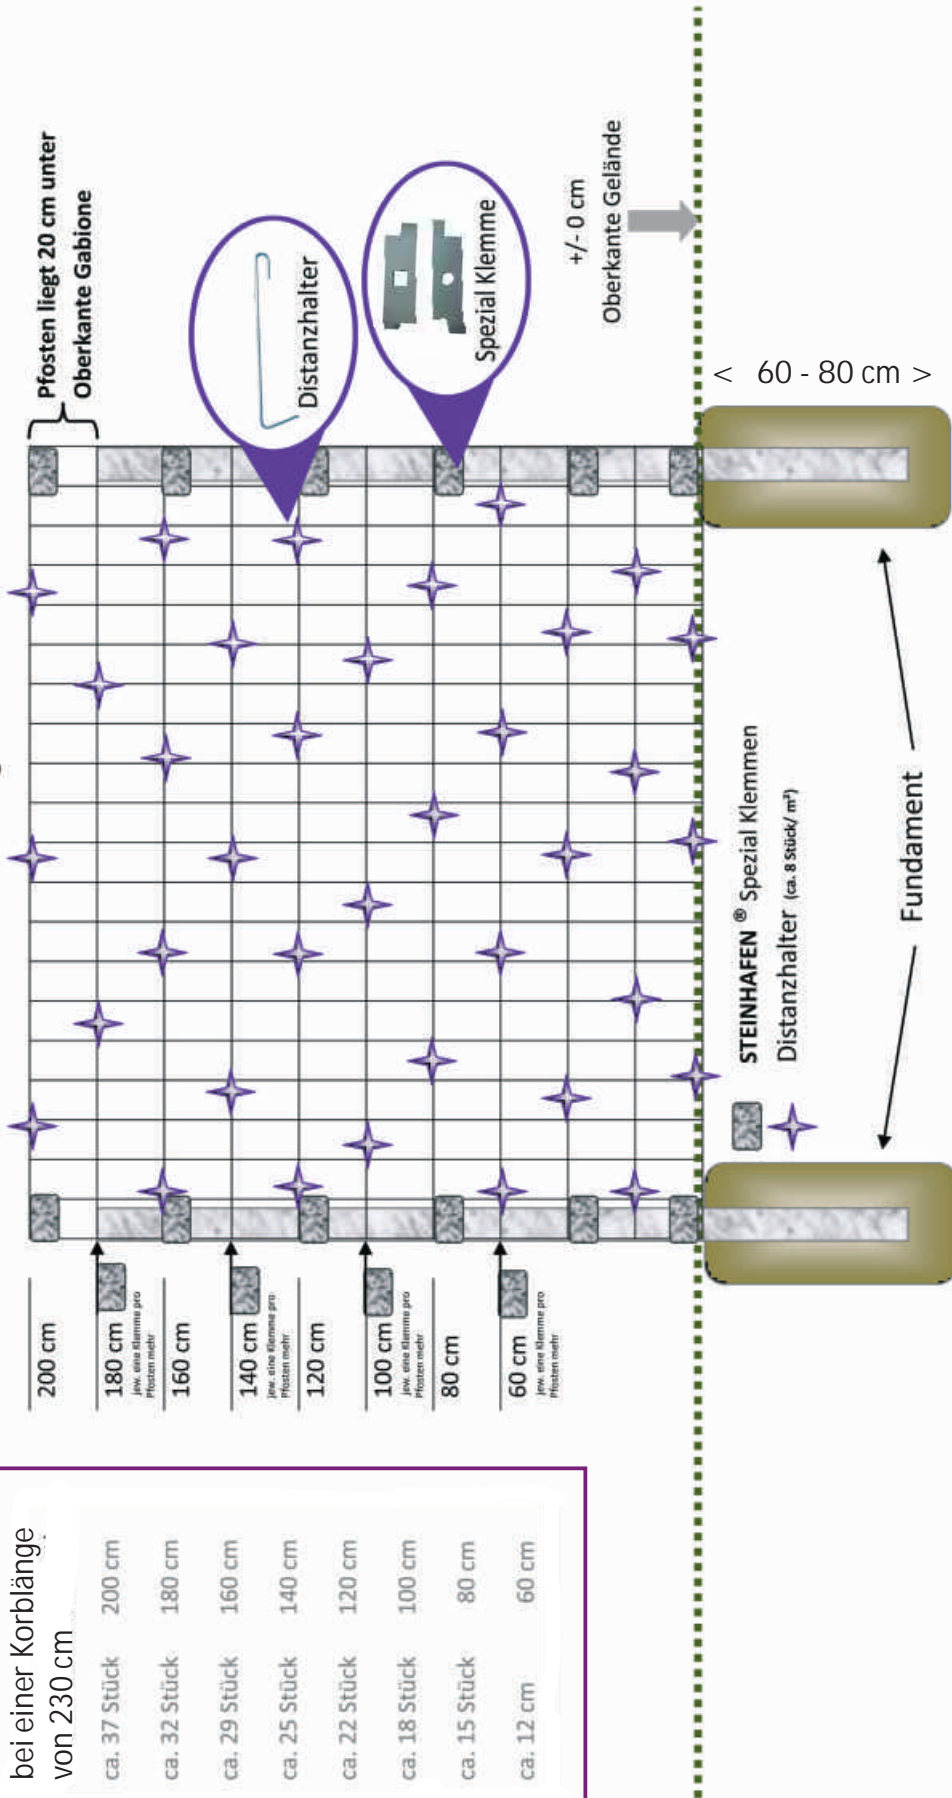 bei einer Korblänge
von 230 cm
ca. 37 Stück 200 cm
ca. 32 Stück 180 cm
ca. 29 Stück 160 cm
ca. 25 Stück 140 cm
ca. 22 Stück 120 cm
ca. 18 Stück 100 cm
ca. 15 Stück 80 cm
ca. 12 cm 60 cm
200 cm
180 cm
jew. eine Klemme pro
Pfosten mehr
160 cm
140 cm
jew. eine Klemme pro
Pfosten mehr
120 cm
100 cm
jew. eine Klemme pro
Pfosten mehr
80 cm
60 cm
jew. eine Klemme pro
Pfosten mehr
Pfosten liegt 20 cm unter
Oberkante Gabione
Distanzhalter
Spezial Klemme
+/- 0 cm
Oberkante Gelände
< 60 - 80 cm >
STEINHAFEN ® Spezial Klemmen
Distanzhalter (ca. 8 Stück/ m²)
Fundament